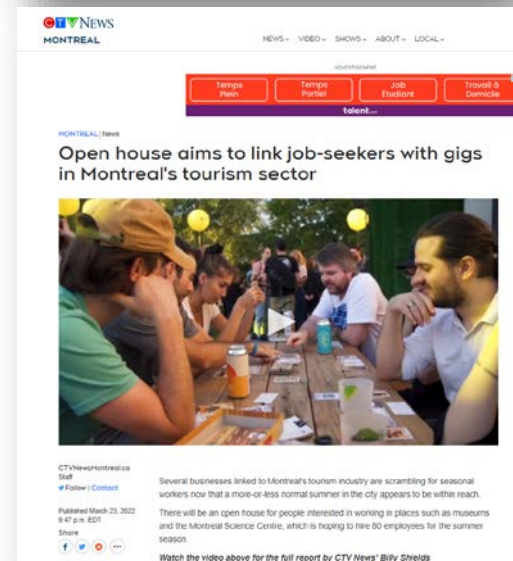 CTV NEWS
MONTREAL
NEWS VIDEO SHOWS ABOUT LOCAL
Advertisement
Temps Plein
Temps Partiel
Job Étudiant
Travail à Domicile
talent.com
MONTREAL | News
Open house aims to link job-seekers with gigs
in Montreal's tourism sector
CTVNewsMontreal.ca
Staff
Follow | Contact
Published March 23, 2022
9:47 p.m. EDT
Share
Several businesses linked to Montreal's tourism industry are scrambling for seasonal
workers now that a more-or-less normal summer in the city appears to be within reach.
There will be an open house for people interested in working in places such as museums
and the Montreal Science Centre, which is hoping to hire 80 employees for the summer
season.
Watch the video above for the full report by CTV News' Billy Shields